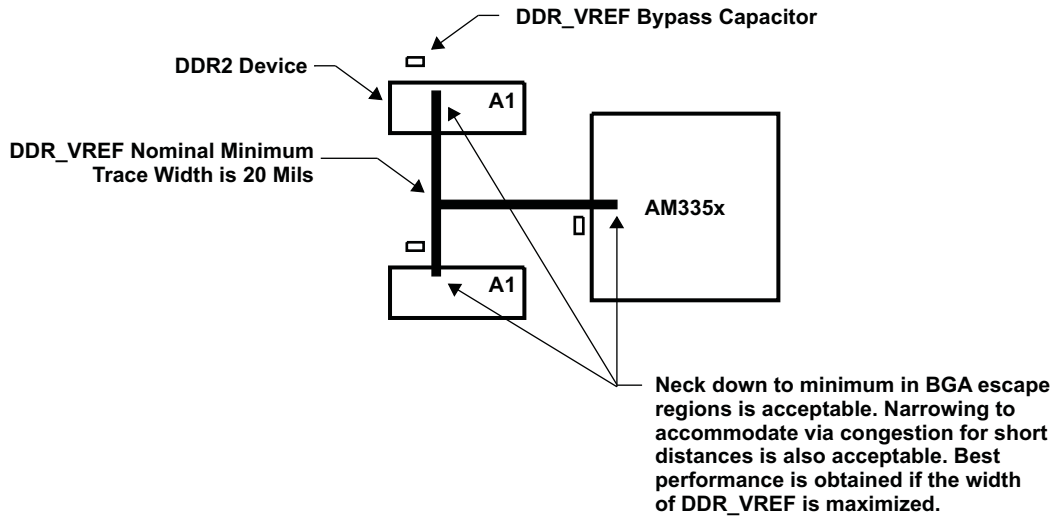 DDR_VREF Bypass Capacitor
DDR2 Device
A1
DDR_VREF Nominal Minimum
Trace Width is 20 Mils
AM335x
A1
Neck down to minimum in BGA escape
regions is acceptable. Narrowing to
accommodate via congestion for short
distances is also acceptable. Best
performance is obtained if the width
of DDR_VREF is maximized.